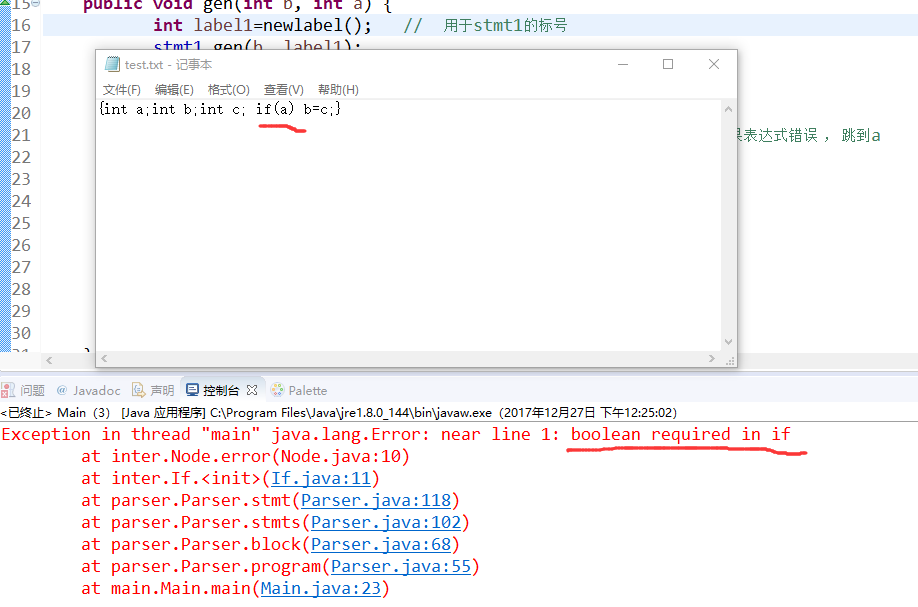 15 public void gen(int b, int a) {
16 int label1=newlabel(); // 用于stmt1的标号
17 stmt1.gen(b, label1);
test.txt - 记事本
18
文件(F) 编辑(E) 格式(O) 查看(V) 帮助(H)
19
{int a;int b;int c; if(a) b=c;}
20
21 果表达式错误 , 跳到a
22
23
24
25
26
27
28
29
30
31 }
问题 @ Javadoc 声明 控制台 Palette
<已终止> Main (3) [Java 应用程序] C:\Program Files\Java\jre1.8.0_144\bin\javaw.exe (2017年12月27日 下午12:25:02)
Exception in thread "main" java.lang.Error: near line 1: boolean required in if
at inter.Node.error(Node.java:10)
at inter.If.<init>(If.java:11)
at parser.Parser.stmt(Parser.java:118)
at parser.Parser.stmts(Parser.java:102)
at parser.Parser.block(Parser.java:68)
at parser.Parser.program(Parser.java:55)
at main.Main.main(Main.java:23)